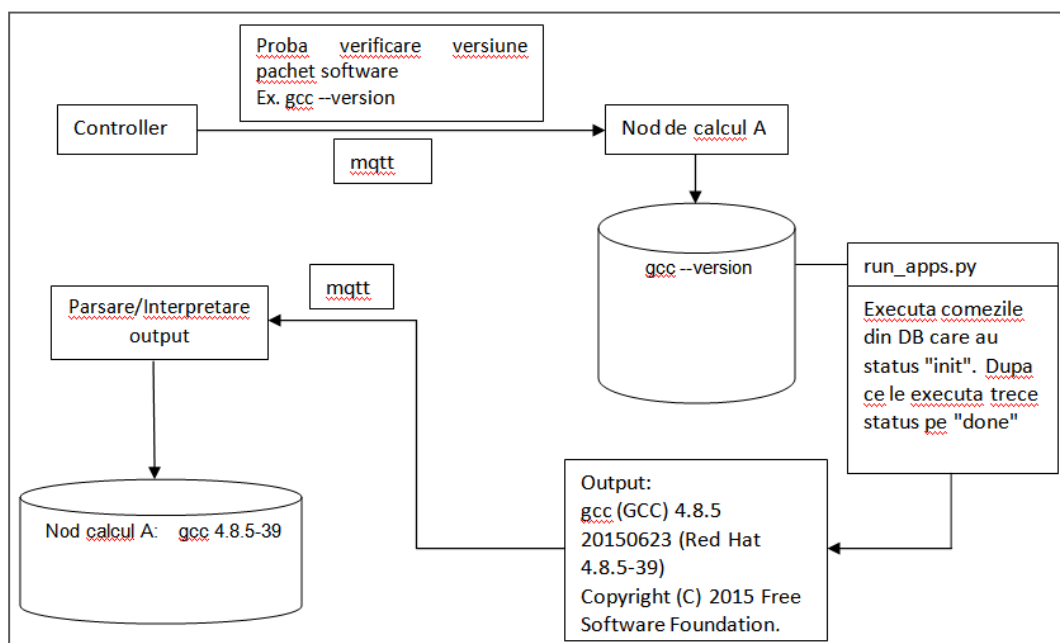 Proba verificare versiune
pachet software
Ex. gcc --version
Controller
Nod de calcul A
mqtt
gcc --version
run_apps.py
Executa comezile
din DB care au
status "init". Dupa
ce le executa trece
status pe "done"
mqtt
Parsare/Interpretare
output
Output:
gcc (GCC) 4.8.5
20150623 (Red Hat
4.8.5-39)
Copyright (C) 2015 Free
Software Foundation.
Nod calcul A: gcc 4.8.5-39